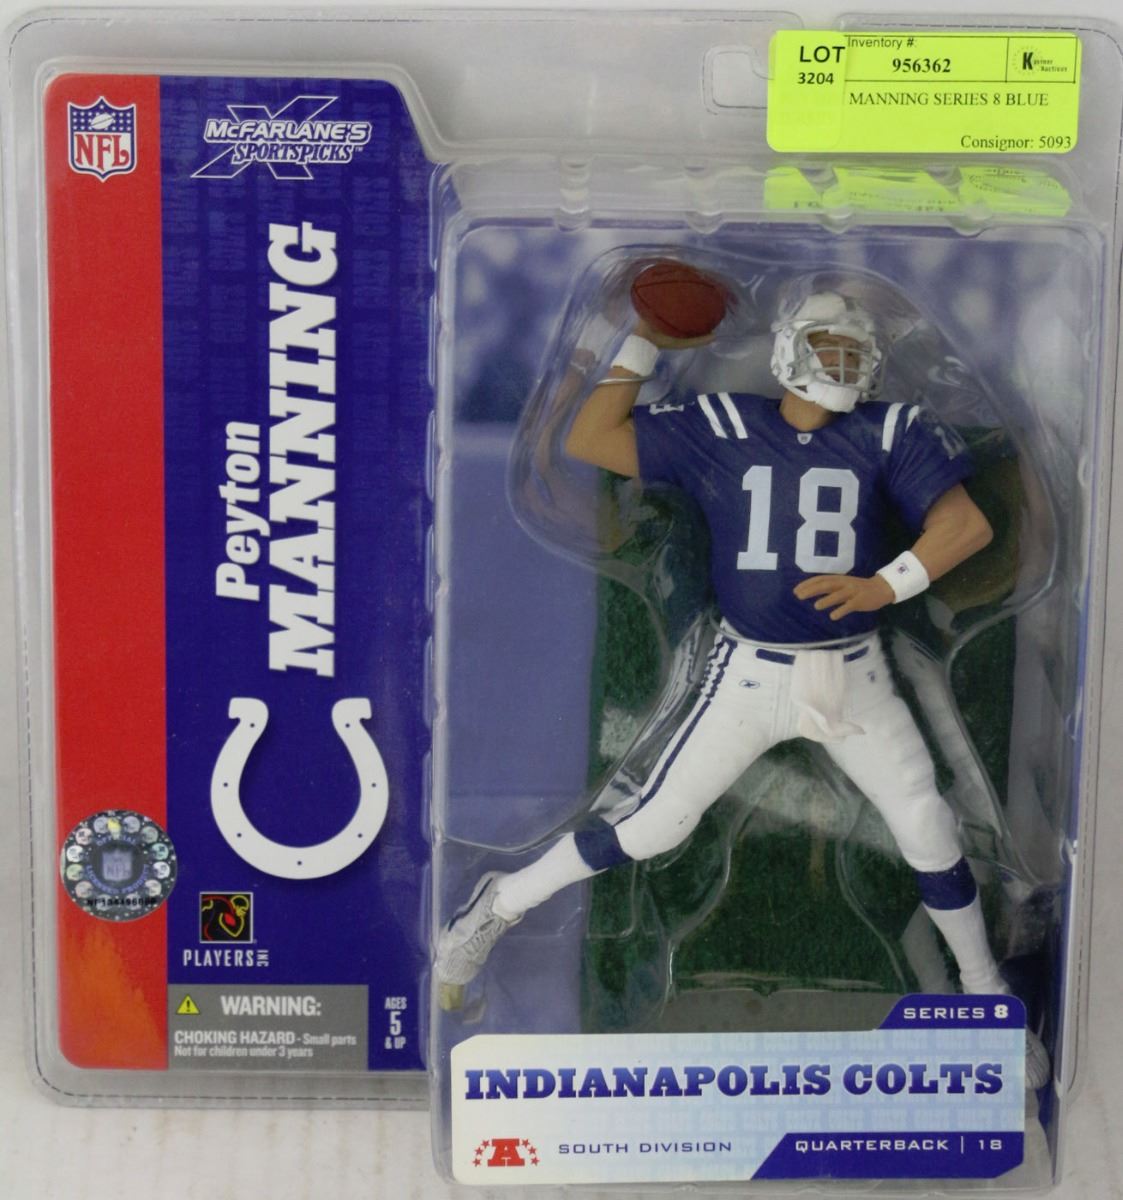 LOT
3204
Inventory #:
956362
MANNING SERIES 8 BLUE
Consignor: 5093
NFL
McFARLANE'S
SPORTSPICKS™
Peyton
MANNING
18
18
PLAYERS INC
WARNING:
CHOKING HAZARD - Small parts
Not for children under 3 years
AGES
5
& UP
SERIES 8
INDIANAPOLIS COLTS
A
SOUTH DIVISION
QUARTERBACK | 18